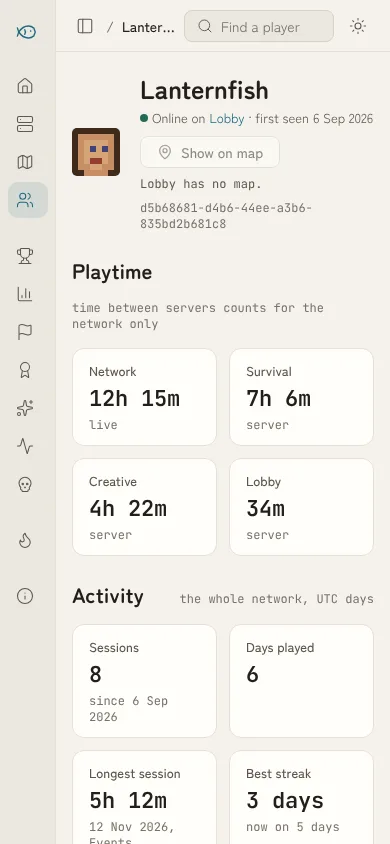 / Lanter... Find a player
Lanternfish
Online on Lobby · first seen 6 Sep 2026
Show on map
Lobby has no map.
d5b68681-d4b6-44ee-a3b6-
835bd2b681c8
Playtime
time between servers counts for the
network only
Network
12h 15m
live
Survival
7h 6m
server
Creative
4h 22m
server
Lobby
34m
server
Activity
the whole network, UTC days
Sessions
8
since 6 Sep
2026
Days played
6
Longest session
5h 12m
12 Nov 2026,
Events
Best streak
3 days
now on 5 days